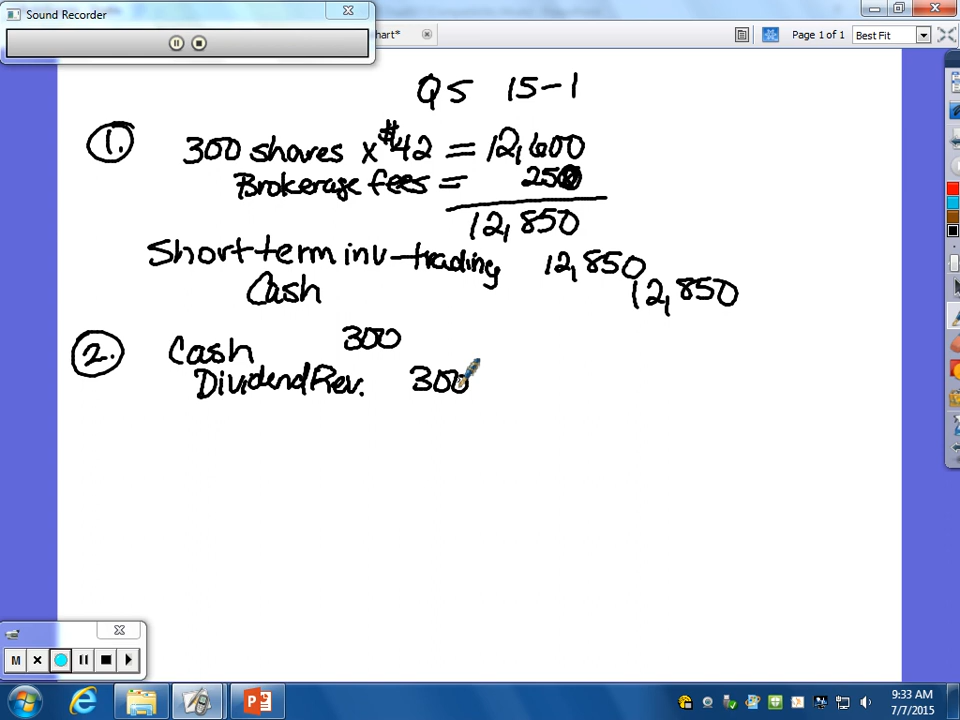 Sound Recorder
hart*
Page 1 of 1
Best Fit
QS 15-1
1. 300 shares x $42 = 12,600
Brokerage fees = 250
12,850
Short term inv - trading 12,850
Cash 12,850
2. Cash 300
Dividend Rev. 300
M
9:33 AM
7/7/2015